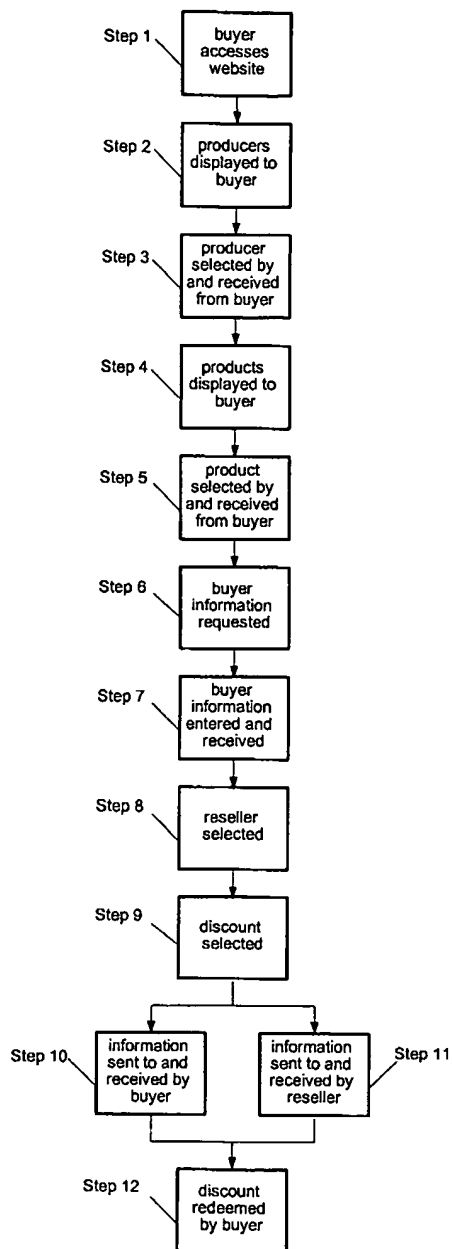 Step 1
buyer
accesses
website
Step 2
producers
displayed to
buyer
Step 3
producer
selected by
and received
from buyer
Step 4
products
displayed to
buyer
Step 5
product
selected by
and received
from buyer
Step 6
buyer
information
requested
Step 7
buyer
information
entered and
received
Step 8
reseller
selected
Step 9
discount
selected
Step 10
information
sent to and
received by
buyer
information
sent to and
received by
reseller
Step 11
Step 12
discount
redeemed
by buyer